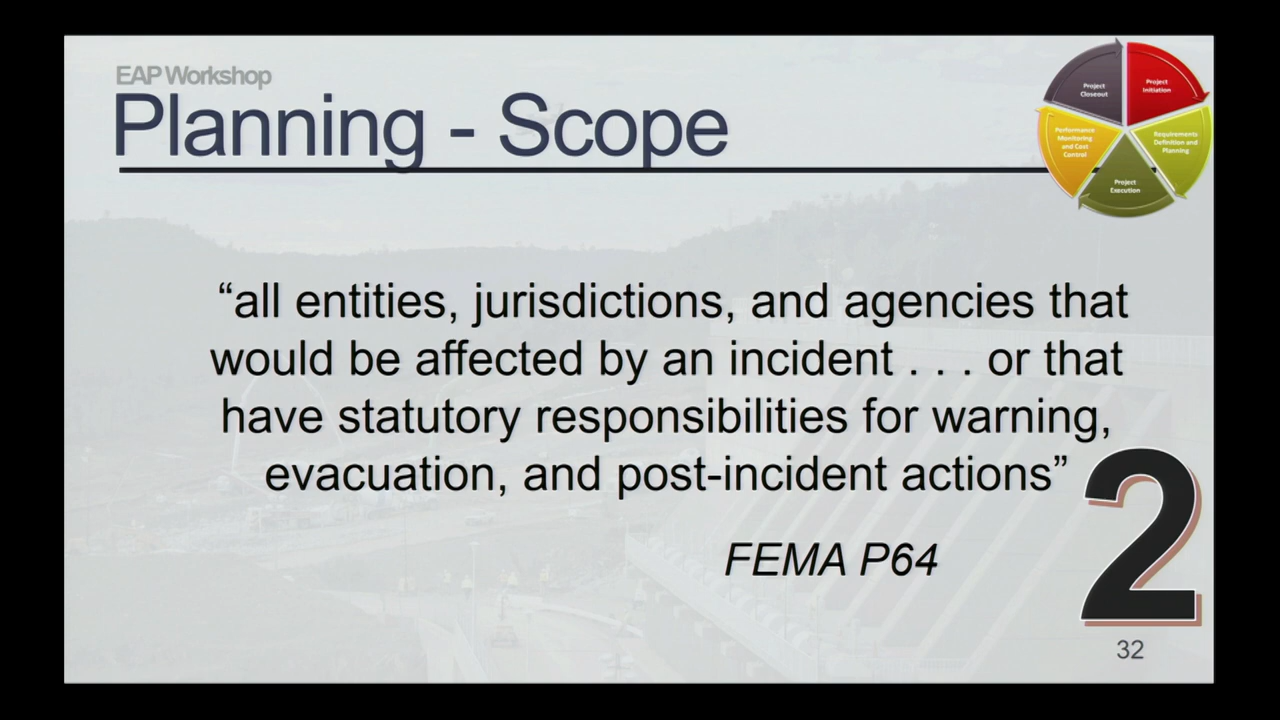 EAP Workshop
Planning - Scope
Project
Closeout
Project
Initiation
Performance
Monitoring
and Cost
Control
Requirements
Definition and
Planning
Project
Execution
“all entities, jurisdictions, and agencies that
would be affected by an incident . . . or that
have statutory responsibilities for warning,
evacuation, and post-incident actions”
FEMA P64
2
32